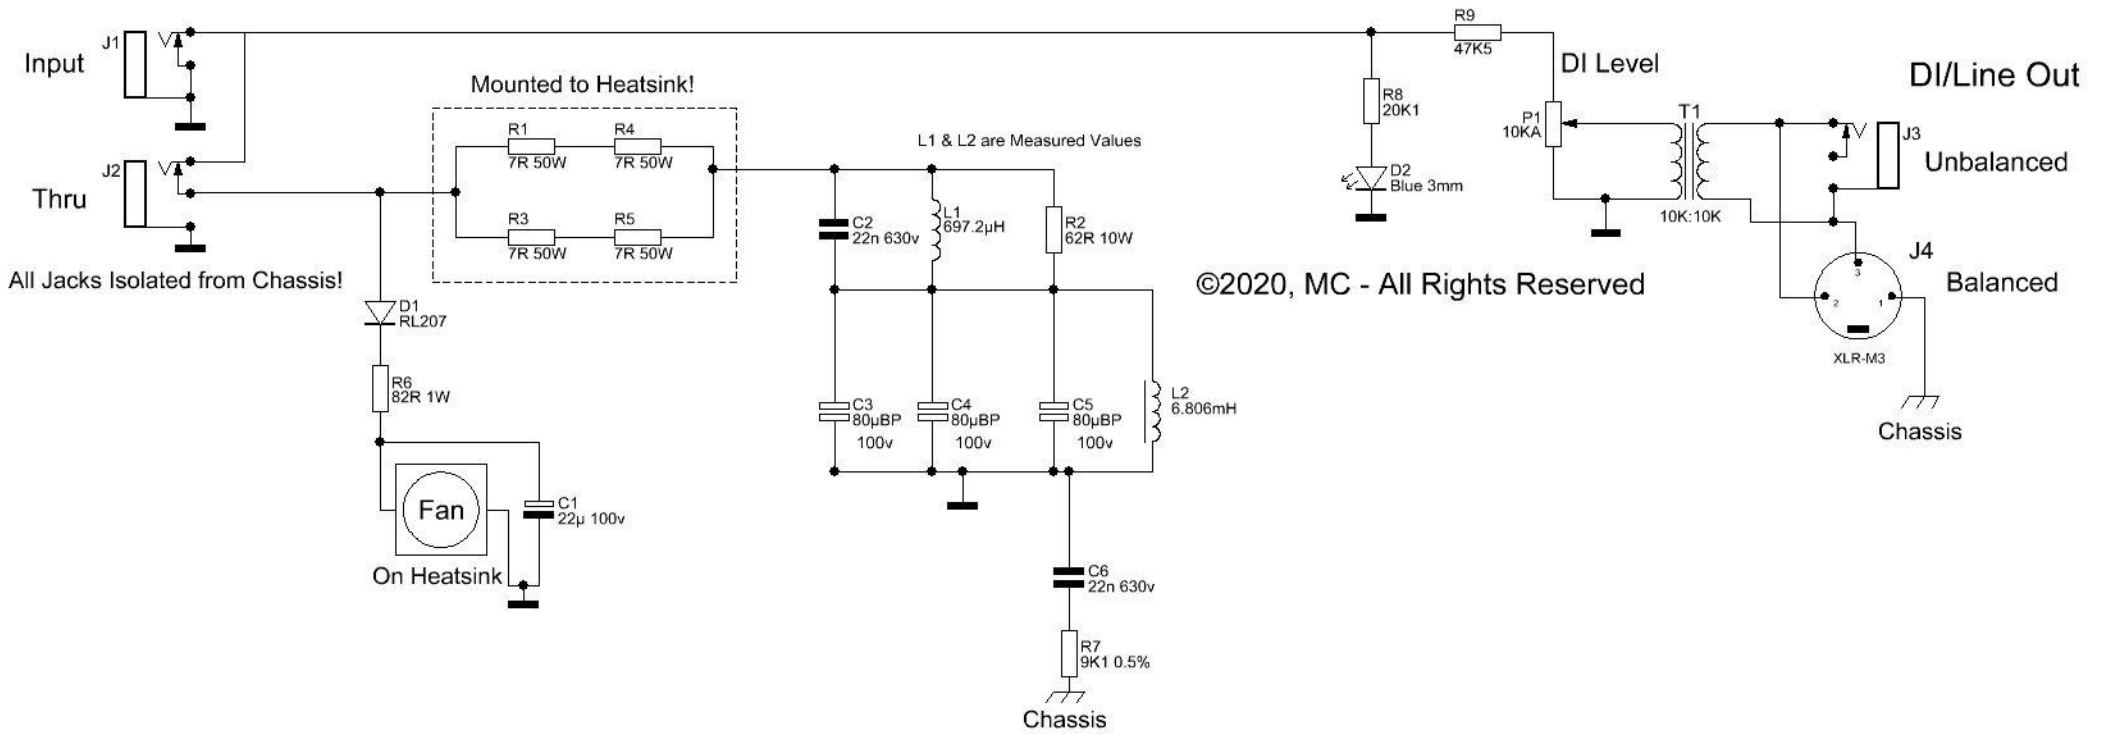 Input
J1
Thru
J2
All Jacks Isolated from Chassis!
Mounted to Heatsink!
R1
7R 50W
R4
7R 50W
R3
7R 50W
R5
7R 50W
D1
RL207
R6
82R 1W
Fan
On Heatsink
C1
22µ 100v
L1 & L2 are Measured Values
C2
22n 630v
L1
697.2µH
R2
62R 10W
C3
80µBP
100v
C4
80µBP
100v
C5
80µBP
100v
L2
6.806mH
C6
22n 630v
R7
9K1 0.5%
Chassis
©2020, MC - All Rights Reserved
R9
47K5
R8
20K1
D2
Blue 3mm
DI Level
P1
10KA
T1
10K:10K
DI/Line Out
J3
Unbalanced
J4
Balanced
3
2
1
XLR-M3
Chassis